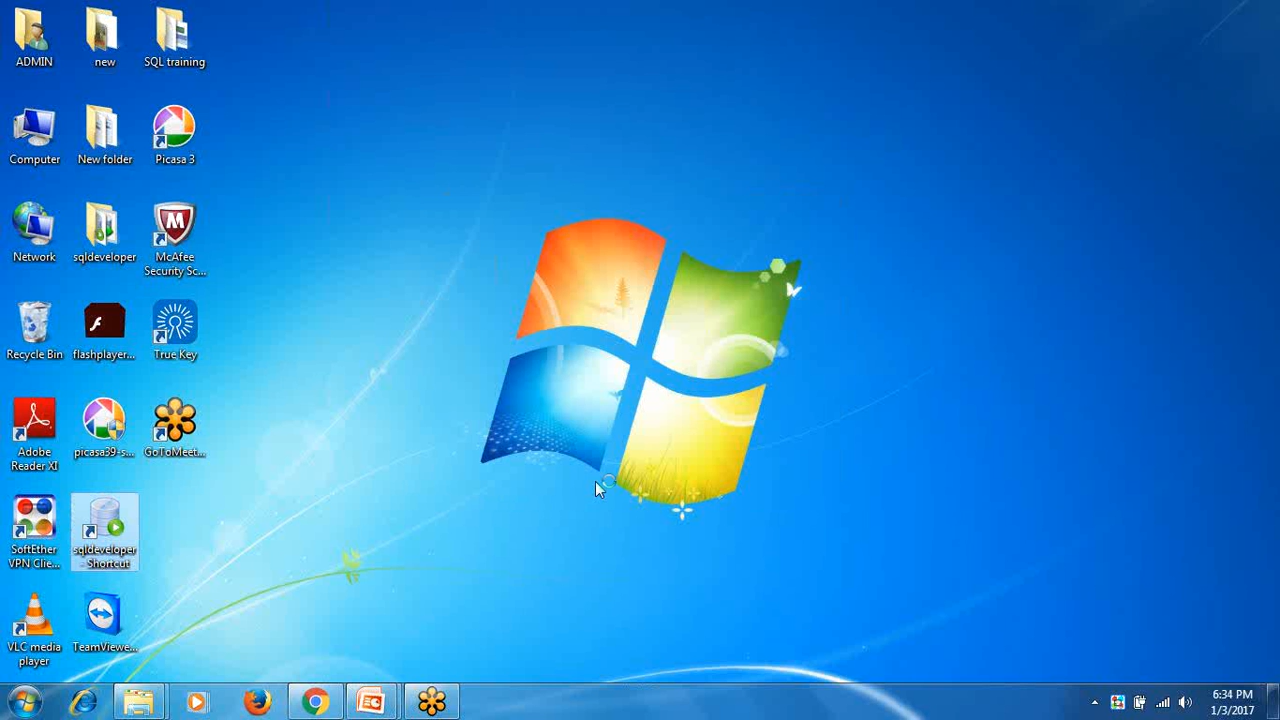 ADMIN
new
SQL training
Computer
New folder
Picasa 3
Network
sqldeveloper
McAfee
Security Sc...
Recycle Bin
flashplayer...
True Key
Adobe
Reader XI
picasa39-s...
GoToMeet...
SoftEther
VPN Clie...
sqldeveloper
- Shortcut
VLC media
player
TeamViewe...
6:34 PM
1/3/2017